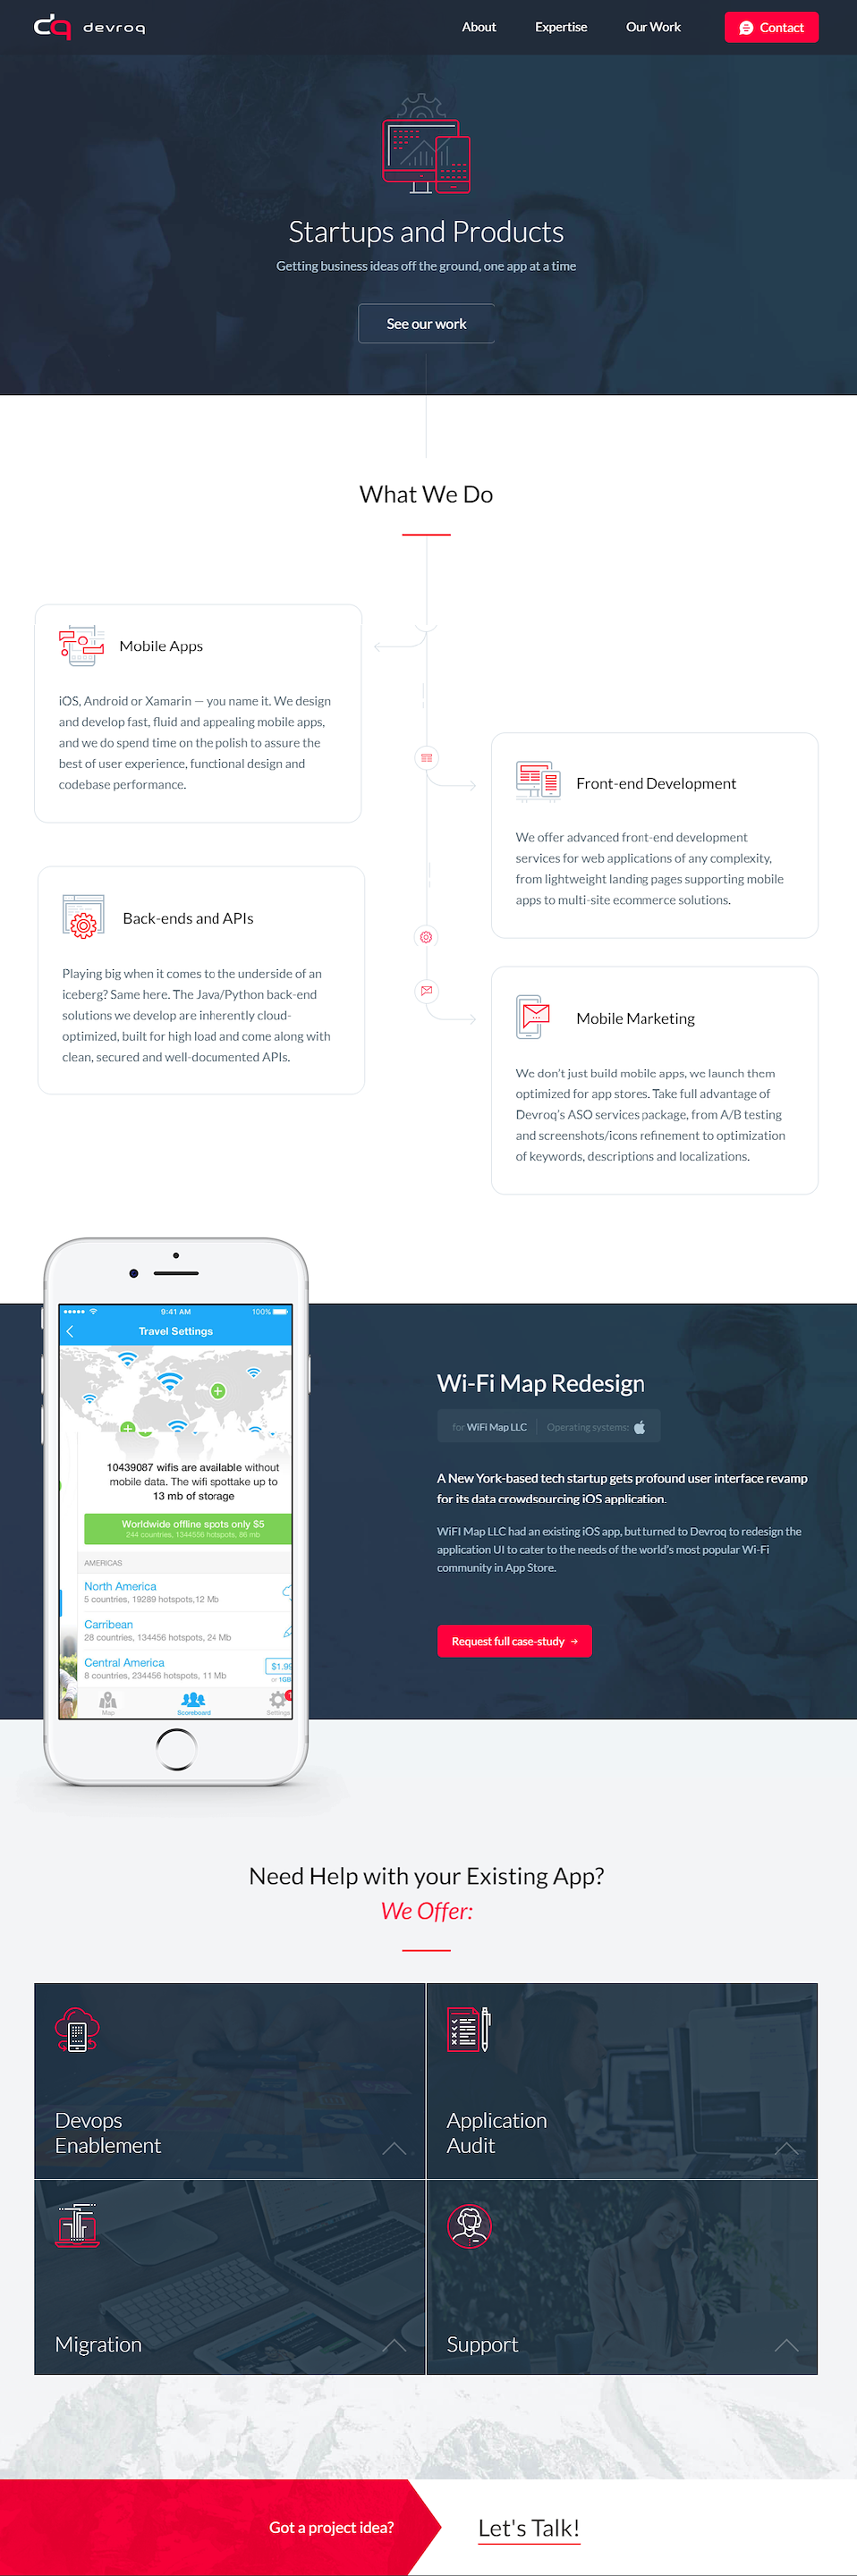 devroq
About
Expertise
Our Work
Contact
Startups and Products
Getting business ideas off the ground, one app at a time
See our work
What We Do
Mobile Apps
iOS, Android or Xamarin — you name it. We design
and develop fast, fluid and appealing mobile apps,
and we do spend time on the polish to assure the
best of user experience, functional design and
codebase performance.
Front-end Development
We offer advanced front-end development
services for web applications of any complexity,
from lightweight landing pages supporting mobile
apps to multi-site ecommerce solutions.
Back-ends and APIs
Playing big when it comes to the underside of an
iceberg? Same here. The Java/Python back-end
solutions we develop are inherently cloud-
optimized, built for high load and come along with
clean, secured and well-documented APIs.
Mobile Marketing
We don't just build mobile apps, we launch them
optimized for app stores. Take full advantage of
Devroq's ASO services package, from A/B testing
and screenshots/icons refinement to optimization
of keywords, descriptions and localizations.
9:41 AM
100%
Travel Settings
10439087 wifis are available without
mobile data. The wifi spottake up to
13 mb of storage
Worldwide offline spots only $5
244 countries, 1344556 hotspots, 86 mb
AMERICAS
North America
5 countries, 19289 hotspots,12 Mb
Carribean
28 countries, 134456 hotspots, 24 Mb
Central America
8 countries, 234456 hotspots, 11 Mb
$1.99
or 1GB
Map
Scoreboard
Settings
1
Wi-Fi Map Redesign
for WiFi Map LLC
Operating systems:
A New York-based tech startup gets profound user interface revamp
for its data crowdsourcing iOS application.
WiFI Map LLC had an existing iOS app, but turned to Devroq to redesign the
application UI to cater to the needs of the world's most popular Wi-Fi
community in App Store.
Request full case-study
Need Help with your Existing App?
We Offer:
Devops
Enablement
Application
Audit
Migration
Support
Got a project idea?
Let's Talk!